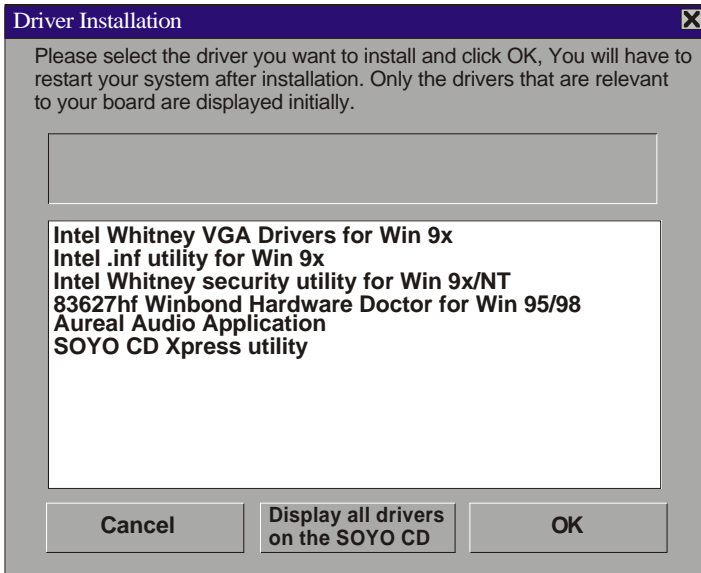 Driver Installation
Please select the driver you want to install and click OK, You will have to
restart your system after installation. Only the drivers that are relevant
to your board are displayed initially.
Intel Whitney VGA Drivers for Win 9x
Intel .inf utility for Win 9x
Intel Whitney security utility for Win 9x/NT
83627hf Winbond Hardware Doctor for Win 95/98
Aureal Audio Application
SOYO CD Xpress utility
Cancel
Display all drivers
on the SOYO CD
OK